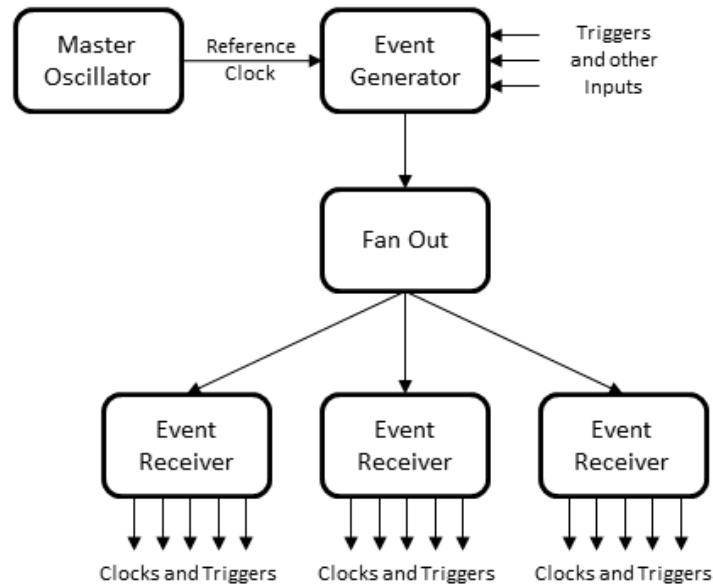 Master
Oscillator
Reference
Clock
Event
Generator
Triggers
and other
Inputs
Fan Out
Event
Receiver
Event
Receiver
Event
Receiver
Clocks and Triggers
Clocks and Triggers
Clocks and Triggers